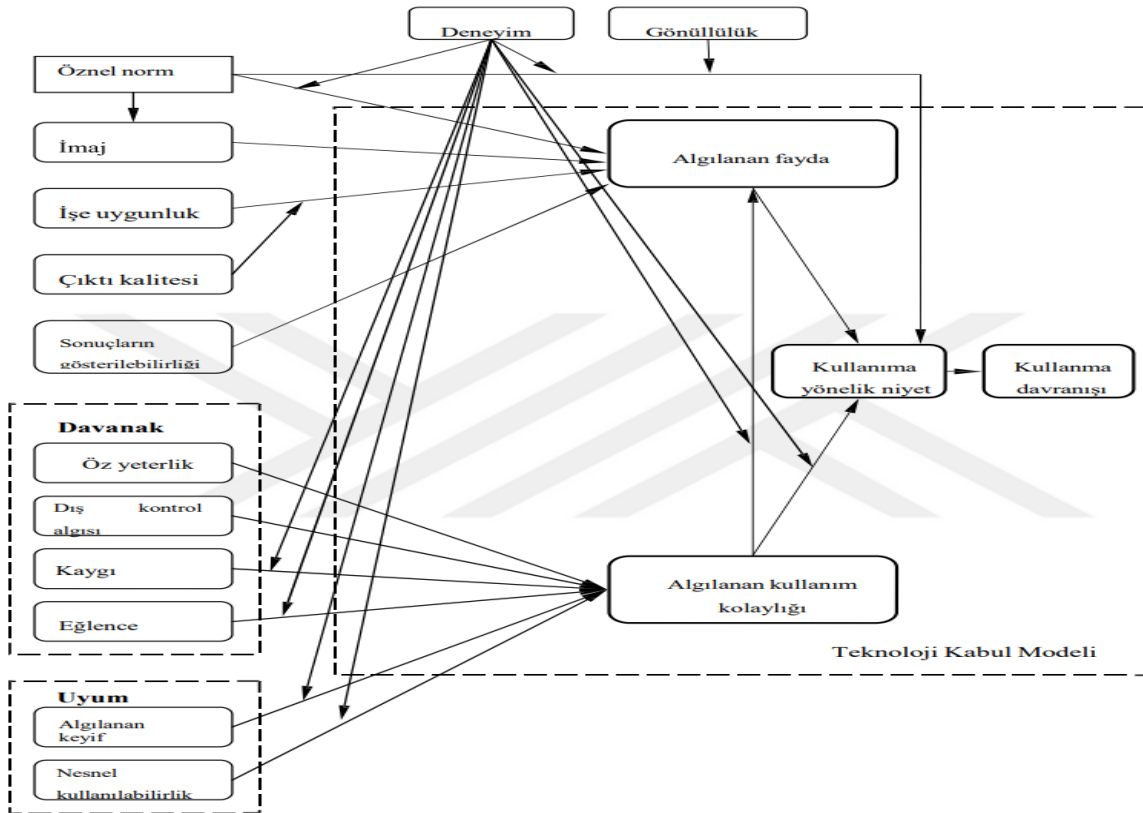 Deneyim
Gönüllülük
Öznel norm
İmaj
Algılanan fayda
İşe uygunluk
Çıktı kalitesi
Sonuçların
gösterilebilirliği
Kullanıma
yönelik niyet
Kullanma
davranışı
Davanak
Öz yeterlik
Dış kontrol
algısı
Kaygı
Eğlence
Algılanan kullanım
kolaylığı
Teknoloji Kabul Modeli
Uyum
Algılanan
keyif
Nesnel
kullanılabilirlik